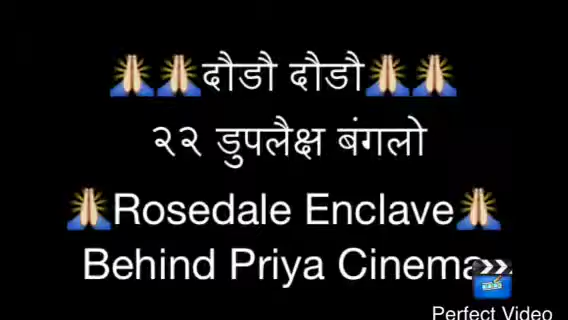 🙏🙏दौडौ दौडौ🙏🙏
२२ डुपलैक्ष बंगलो
🙏Rosedale Enclave🙏
Behind Priya Cinema
Perfect Video